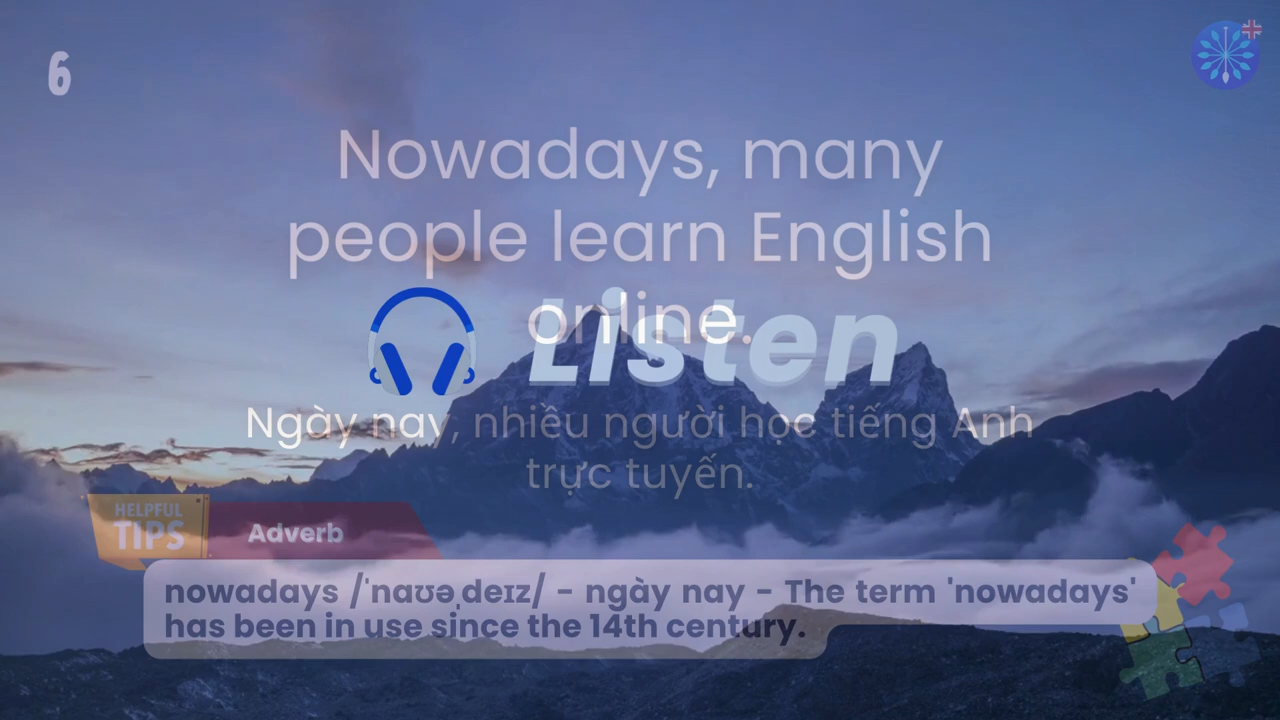 6
Nowadays, many
people learn English
online.
Listen
Ngày nay, nhiều người học tiếng Anh
trực tuyến.
HELPFUL
TIPS
Adverb
nowadays /ˈnaʊəˌdeɪz/ - ngày nay - The term 'nowadays'
has been in use since the 14th century.